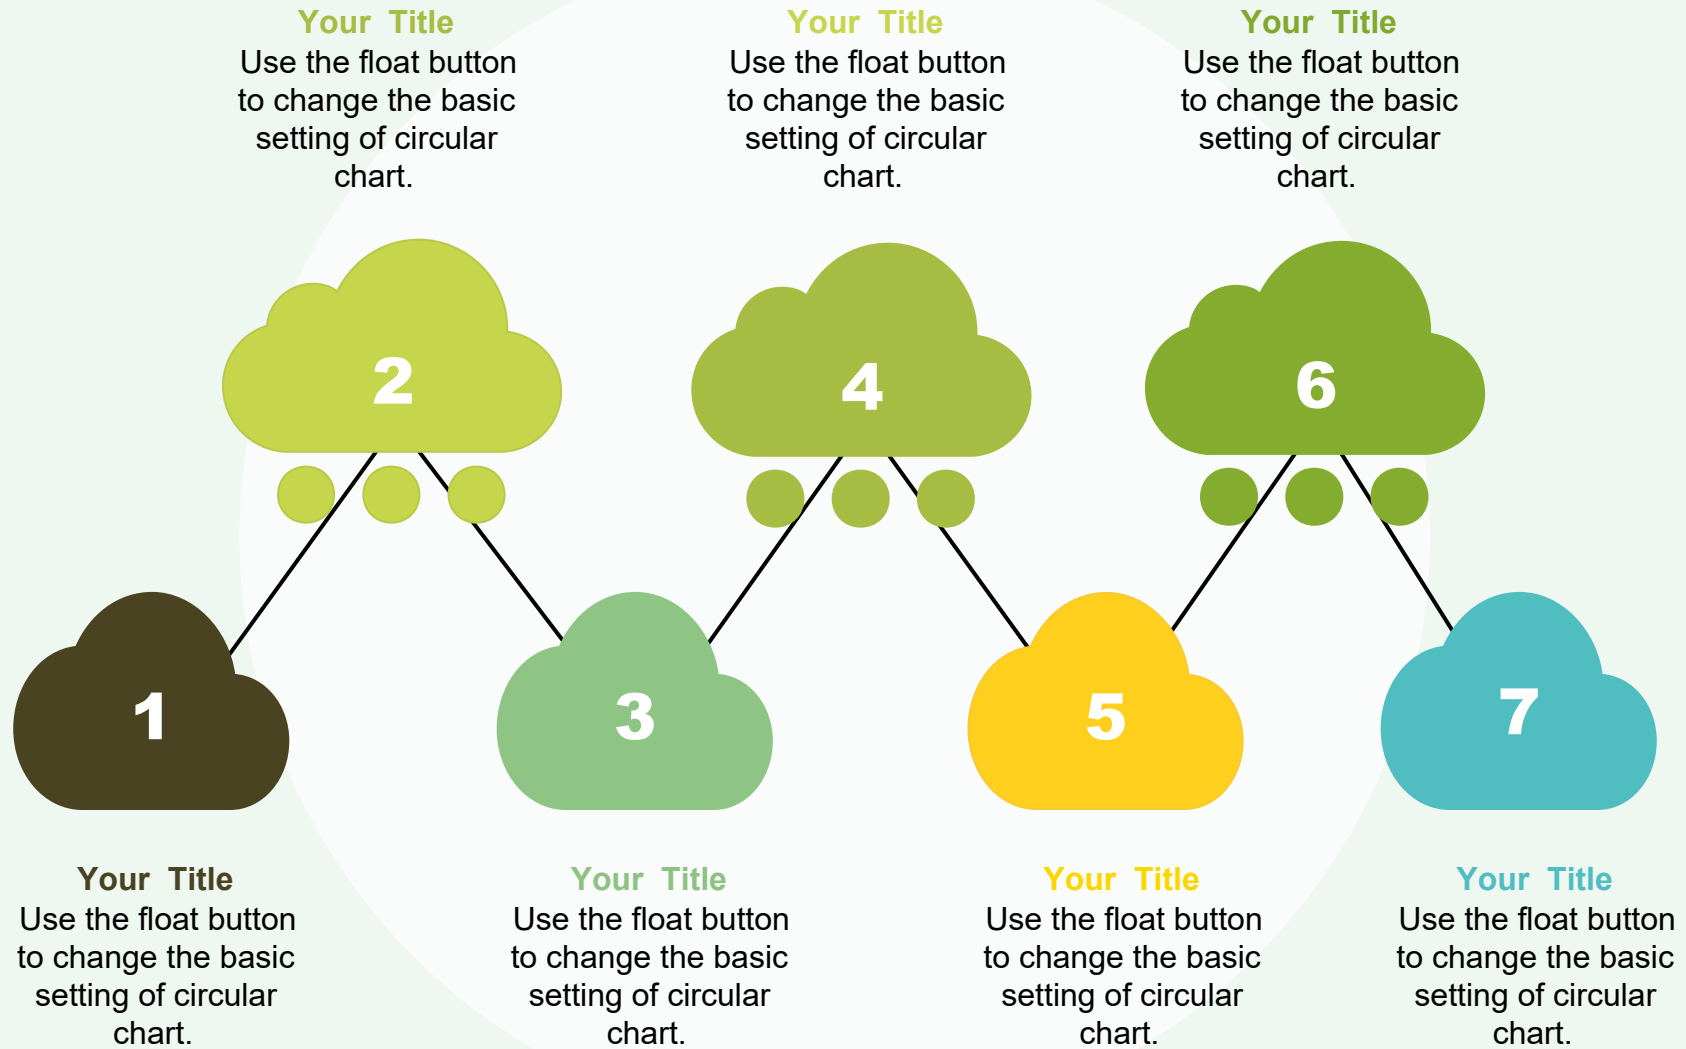 Your Title
Use the float button
to change the basic
setting of circular
chart.
Your Title
Use the float button
to change the basic
setting of circular
chart.
Your Title
Use the float button
to change the basic
setting of circular
chart.
2
4
6
1
3
5
7
Your Title
Use the float button
to change the basic
setting of circular
chart.
Your Title
Use the float button
to change the basic
setting of circular
chart.
Your Title
Use the float button
to change the basic
setting of circular
chart.
Your Title
Use the float button
to change the basic
setting of circular
chart.